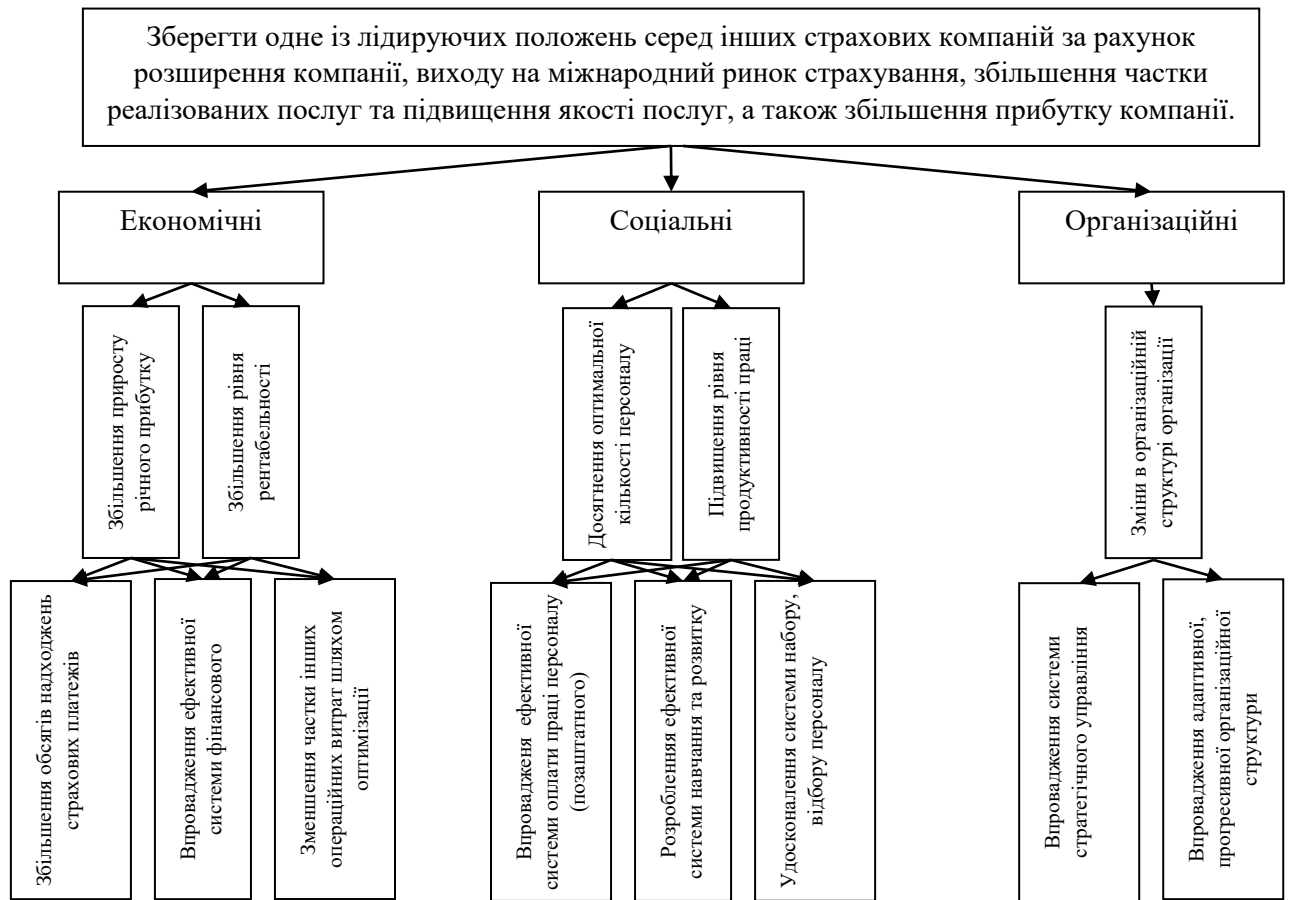 Зберегти одне із лідируючих положень серед інших страхових компаній за рахунок
розширення компанії, виходу на міжнародний ринок страхування, збільшення частки
реалізованих послуг та підвищення якості послуг, а також збільшення прибутку компанії.
Економічні
Соціальні
Організаційні
Збільшення приросту
річного прибутку
Збільшення рівня
рентабельності
Досягнення оптимальної
кількості персоналу
Підвищення рівня
продуктивності праці
Зміни в організаційній
структурі організації
Збільшення обсягів надходжень
страхових платежів
Впровадження ефективної
системи фінансового
Зменшення частки інших
операційних витрат шляхом
оптимізації
Впроваджененя ефективної
системи оплати праці персоналу
(позаштатного)
Розробленняя ефективної
системи навчання та розвитку
Удосконалення системи набору,
відбору персоналу
Впровадження системи
стратегічного управління
Впровадження адаптивної,
прогресивної організаційної
структури